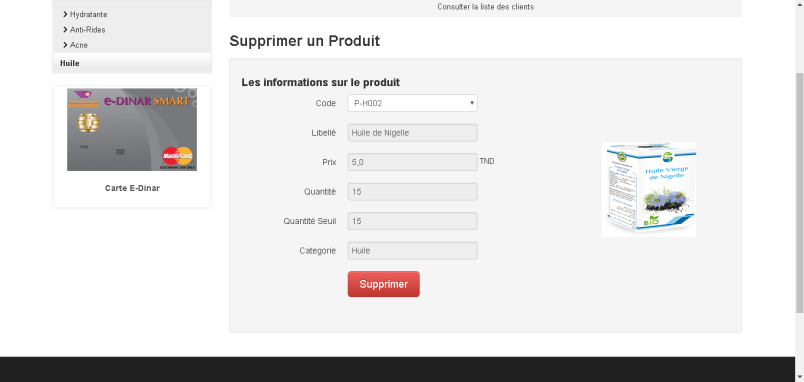 Hydratante
Anti-Rides
Acne
Huile
e-DINAR SMART
MasterCard
Carte E-Dinar
Consulter la liste des clients
Supprimer un Produit
Les informations sur le produit
Code P-H002
Libellé Huile de Nigelle
Prix 5,0 TND
Quantité 15
Quantité Seuil 15
Categorie Huile
Supprimer
Huile Vierge
de Nigelle
BIO